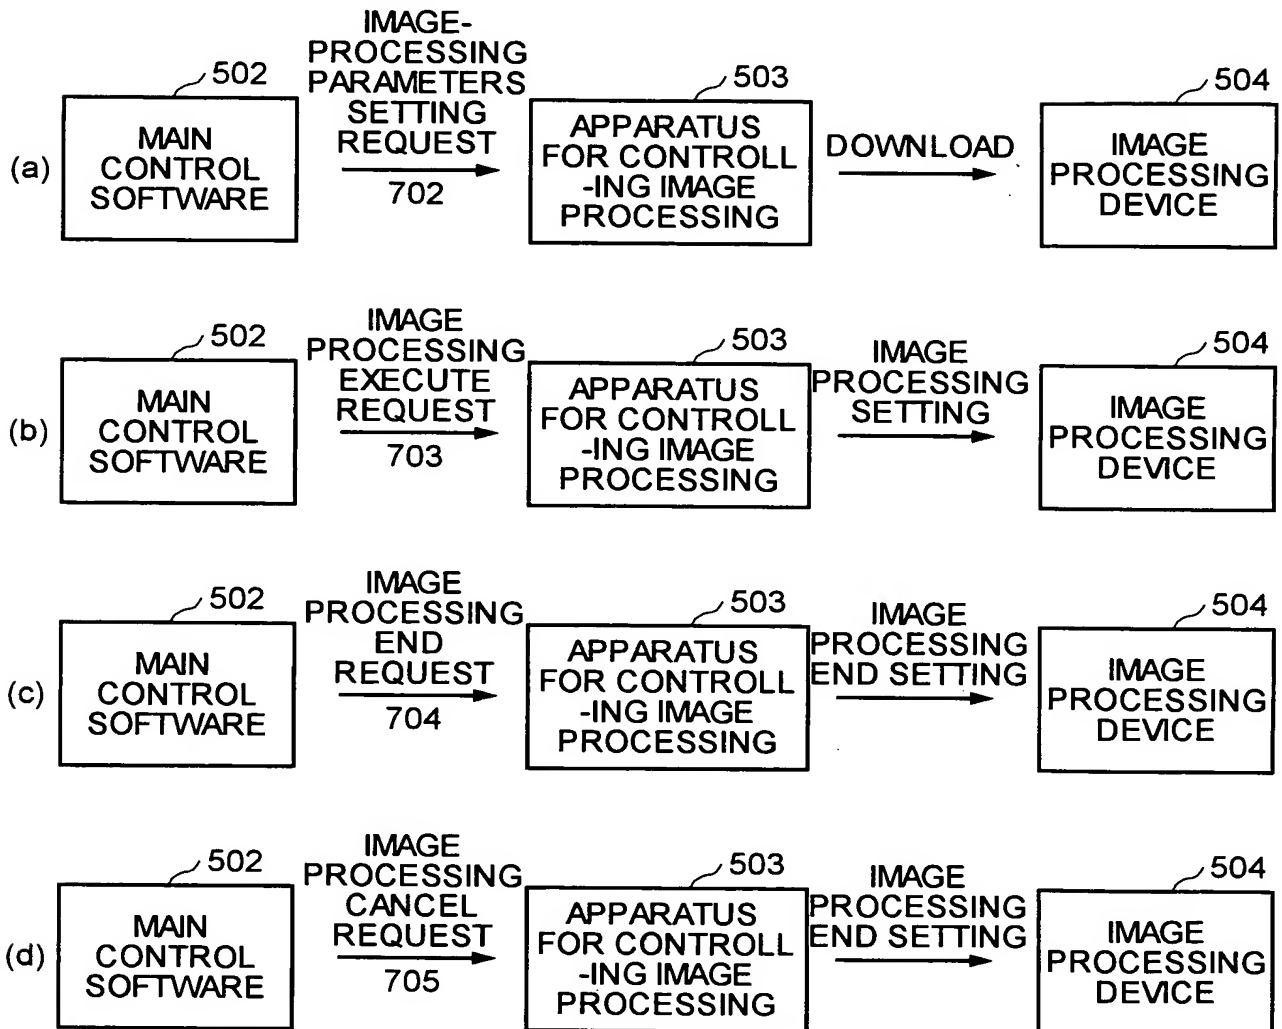 (a)
502
MAIN
CONTROL
SOFTWARE
IMAGE-
PROCESSING
PARAMETERS
SETTING
REQUEST
702
503
APPARATUS
FOR CONTROLL
-ING IMAGE
PROCESSING
DOWNLOAD
504
IMAGE
PROCESSING
DEVICE
(b)
502
MAIN
CONTROL
SOFTWARE
IMAGE
PROCESSING
EXECUTE
REQUEST
703
503
APPARATUS
FOR CONTROLL
-ING IMAGE
PROCESSING
IMAGE
PROCESSING
SETTING
504
IMAGE
PROCESSING
DEVICE
(c)
502
MAIN
CONTROL
SOFTWARE
IMAGE
PROCESSING
END
REQUEST
704
503
APPARATUS
FOR CONTROLL
-ING IMAGE
PROCESSING
IMAGE
PROCESSING
END SETTING
504
IMAGE
PROCESSING
DEVICE
(d)
502
MAIN
CONTROL
SOFTWARE
IMAGE
PROCESSING
CANCEL
REQUEST
705
503
APPARATUS
FOR CONTROLL
-ING IMAGE
PROCESSING
IMAGE
PROCESSING
END SETTING
504
IMAGE
PROCESSING
DEVICE